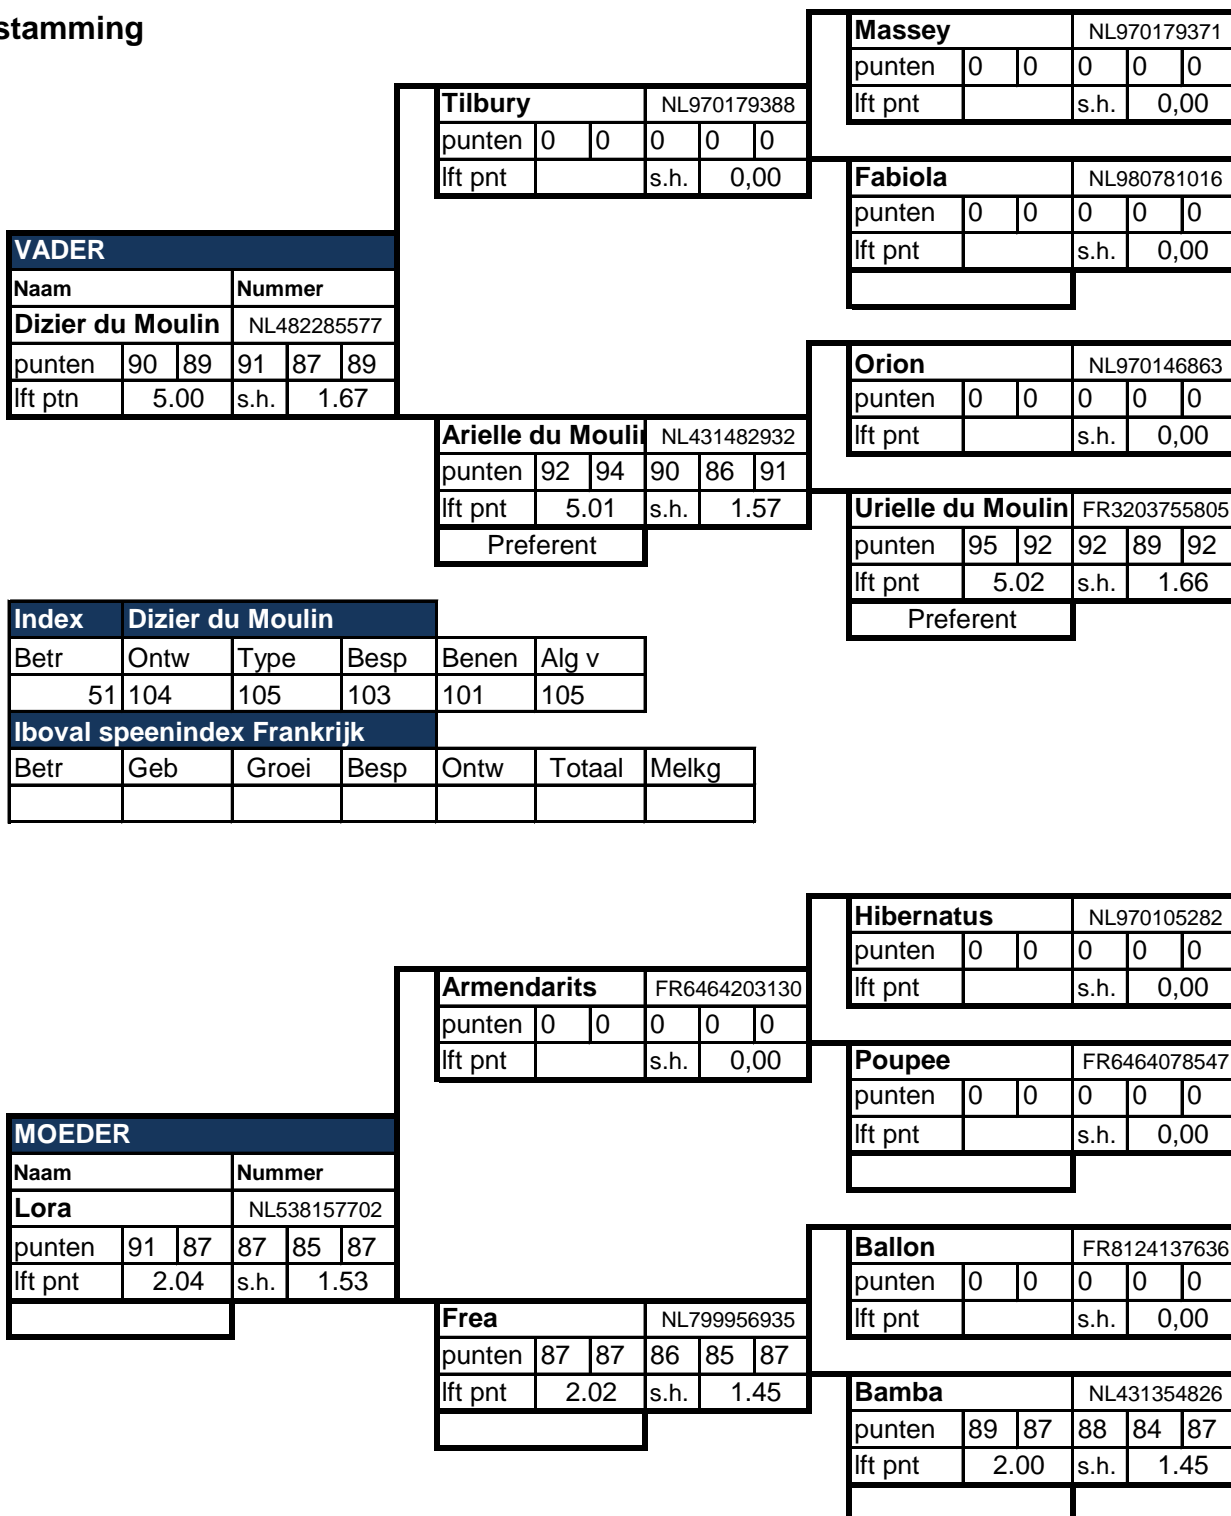 stamming
Massey NL970179371
punten 0 0 0 0 0
lft pnt s.h. 0,00
Tilbury NL970179388
punten 0 0 0 0 0
lft pnt s.h. 0,00
Fabiola NL980781016
punten 0 0 0 0 0
lft pnt s.h. 0,00
VADER
Naam Nummer
Dizier du Moulin NL482285577
punten 90 89 91 87 89
lft ptn 5.00 s.h. 1.67
Orion NL970146863
punten 0 0 0 0 0
lft pnt s.h. 0,00
Arielle du Moulin NL431482932
punten 92 94 90 86 91
lft pnt 5.01 s.h. 1.57
Preferent
Urielle du Moulin FR3203755805
punten 95 92 92 89 92
lft pnt 5.02 s.h. 1.66
Preferent
Index Dizier du Moulin
Betr Ontw Type Besp Benen Alg v
51 104 105 103 101 105
Iboval speenindex Frankrijk
Betr Geb Groei Besp Ontw Totaal Melkg
Hibernatus NL970105282
punten 0 0 0 0 0
lft pnt s.h. 0,00
Armendarits FR6464203130
punten 0 0 0 0 0
lft pnt s.h. 0,00
Poupee FR6464078547
punten 0 0 0 0 0
lft pnt s.h. 0,00
MOEDER
Naam Nummer
Lora NL538157702
punten 91 87 87 85 87
lft pnt 2.04 s.h. 1.53
Ballon FR8124137636
punten 0 0 0 0 0
lft pnt s.h. 0,00
Frea NL799956935
punten 87 87 86 85 87
lft pnt 2.02 s.h. 1.45
Bamba NL431354826
punten 89 87 88 84 87
lft pnt 2.00 s.h. 1.45